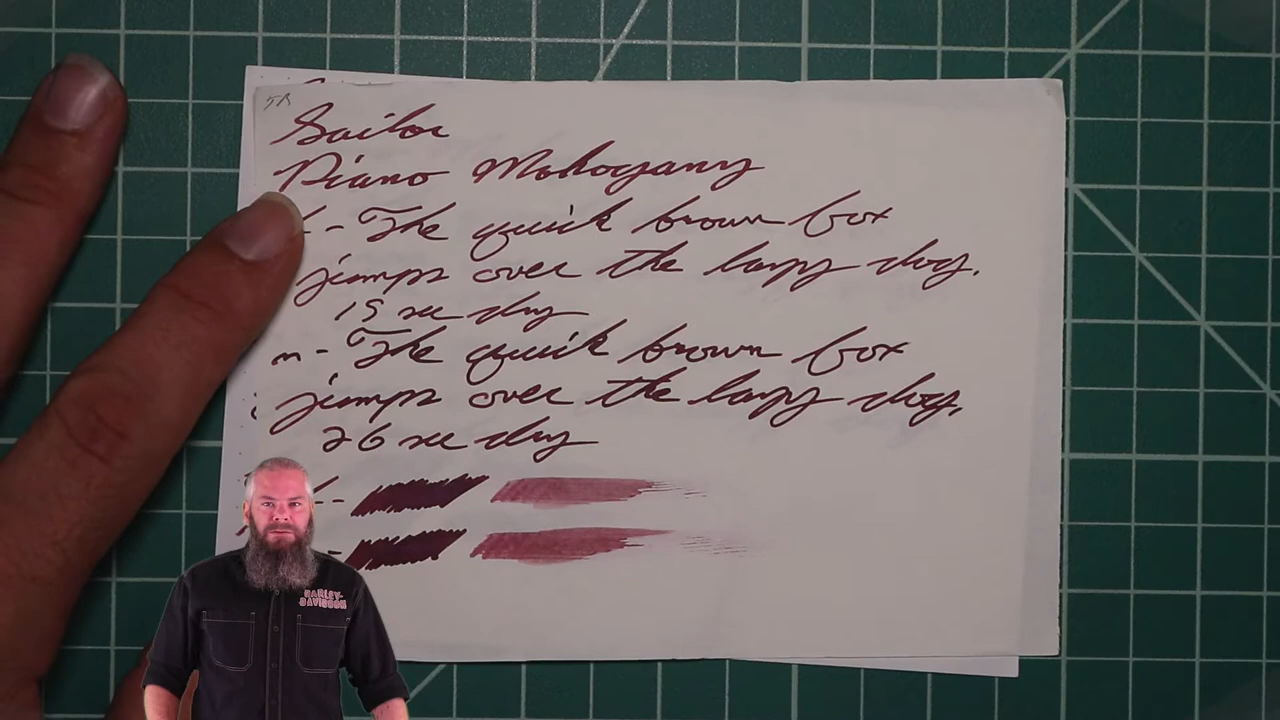 TR
Sailor
Piano Mahogany
f - The quick brown fox
jumps over the lazy dog.
15 sec dry
m - The quick brown fox
jumps over the lazy dog.
26 sec dry
HARLEY-
DAVIDSON